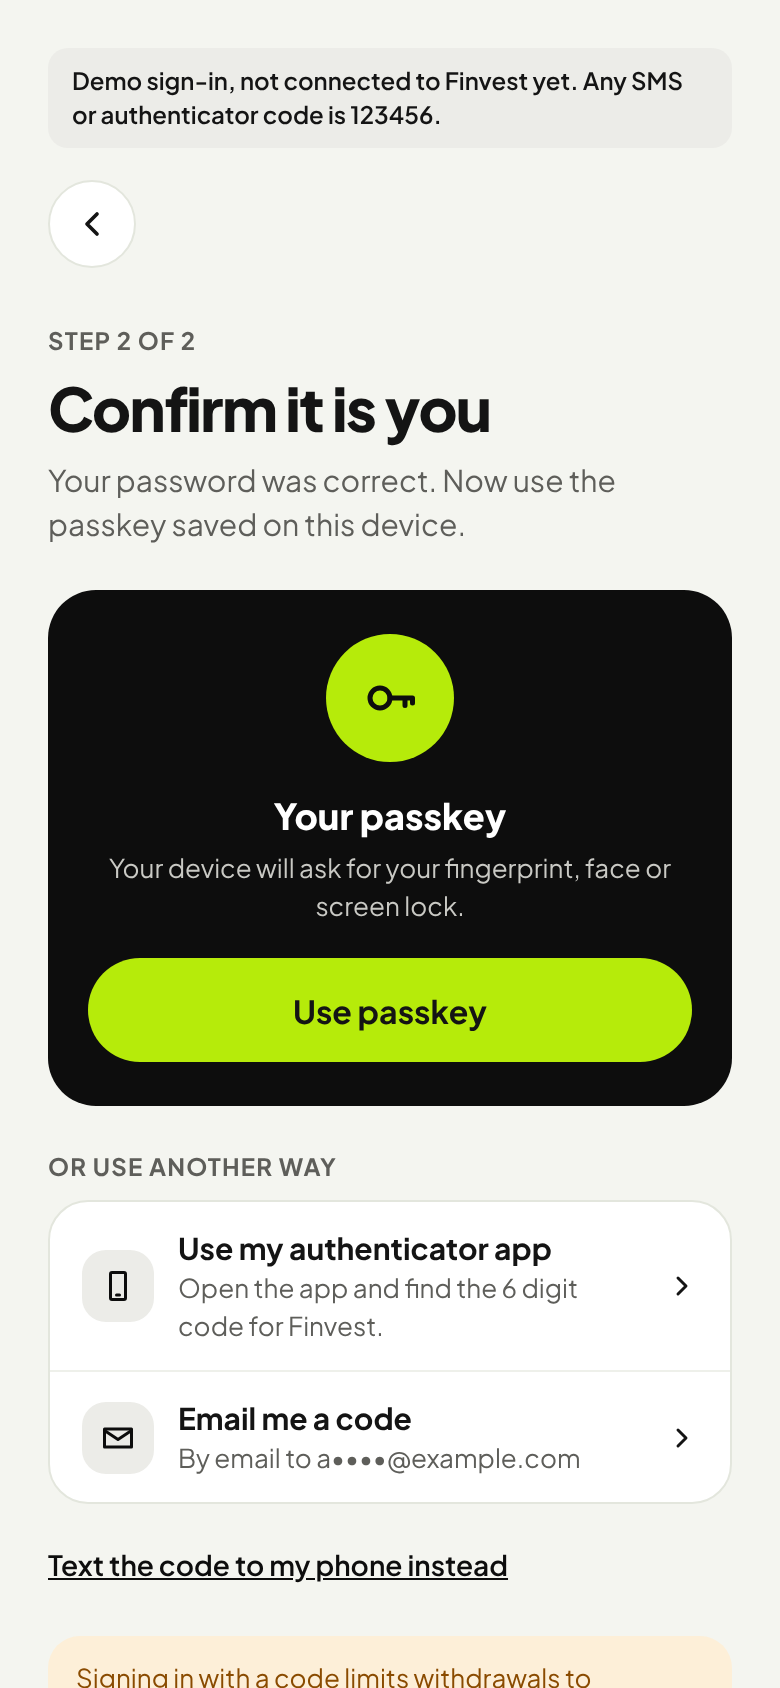 Demo sign-in, not connected to Finvest yet. Any SMS
or authenticator code is 123456.
STEP 2 OF 2
Confirm it is you
Your password was correct. Now use the
passkey saved on this device.
Your passkey
Your device will ask for your fingerprint, face or
screen lock.
Use passkey
OR USE ANOTHER WAY
Use my authenticator app
Open the app and find the 6 digit
code for Finvest.
Email me a code
By email to a••••@example.com
Text the code to my phone instead
Signing in with a code limits withdrawals to